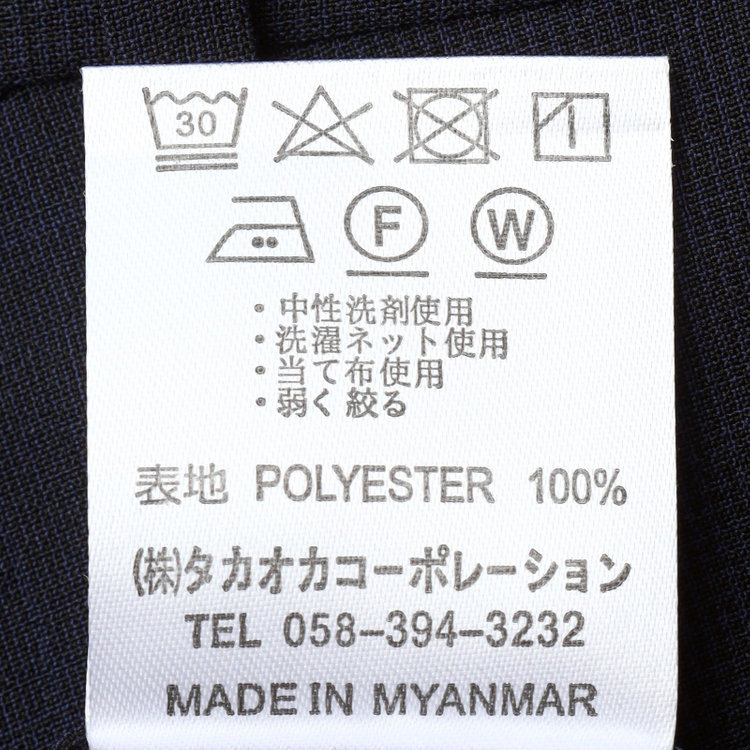 30
F W
・中性洗剤使用
・洗濯ネット使用
・当て布使用
・弱く絞る
表地 POLYESTER 100%
(株)タカオカコーポレーション
TEL 058-394-3232
MADE IN MYANMAR